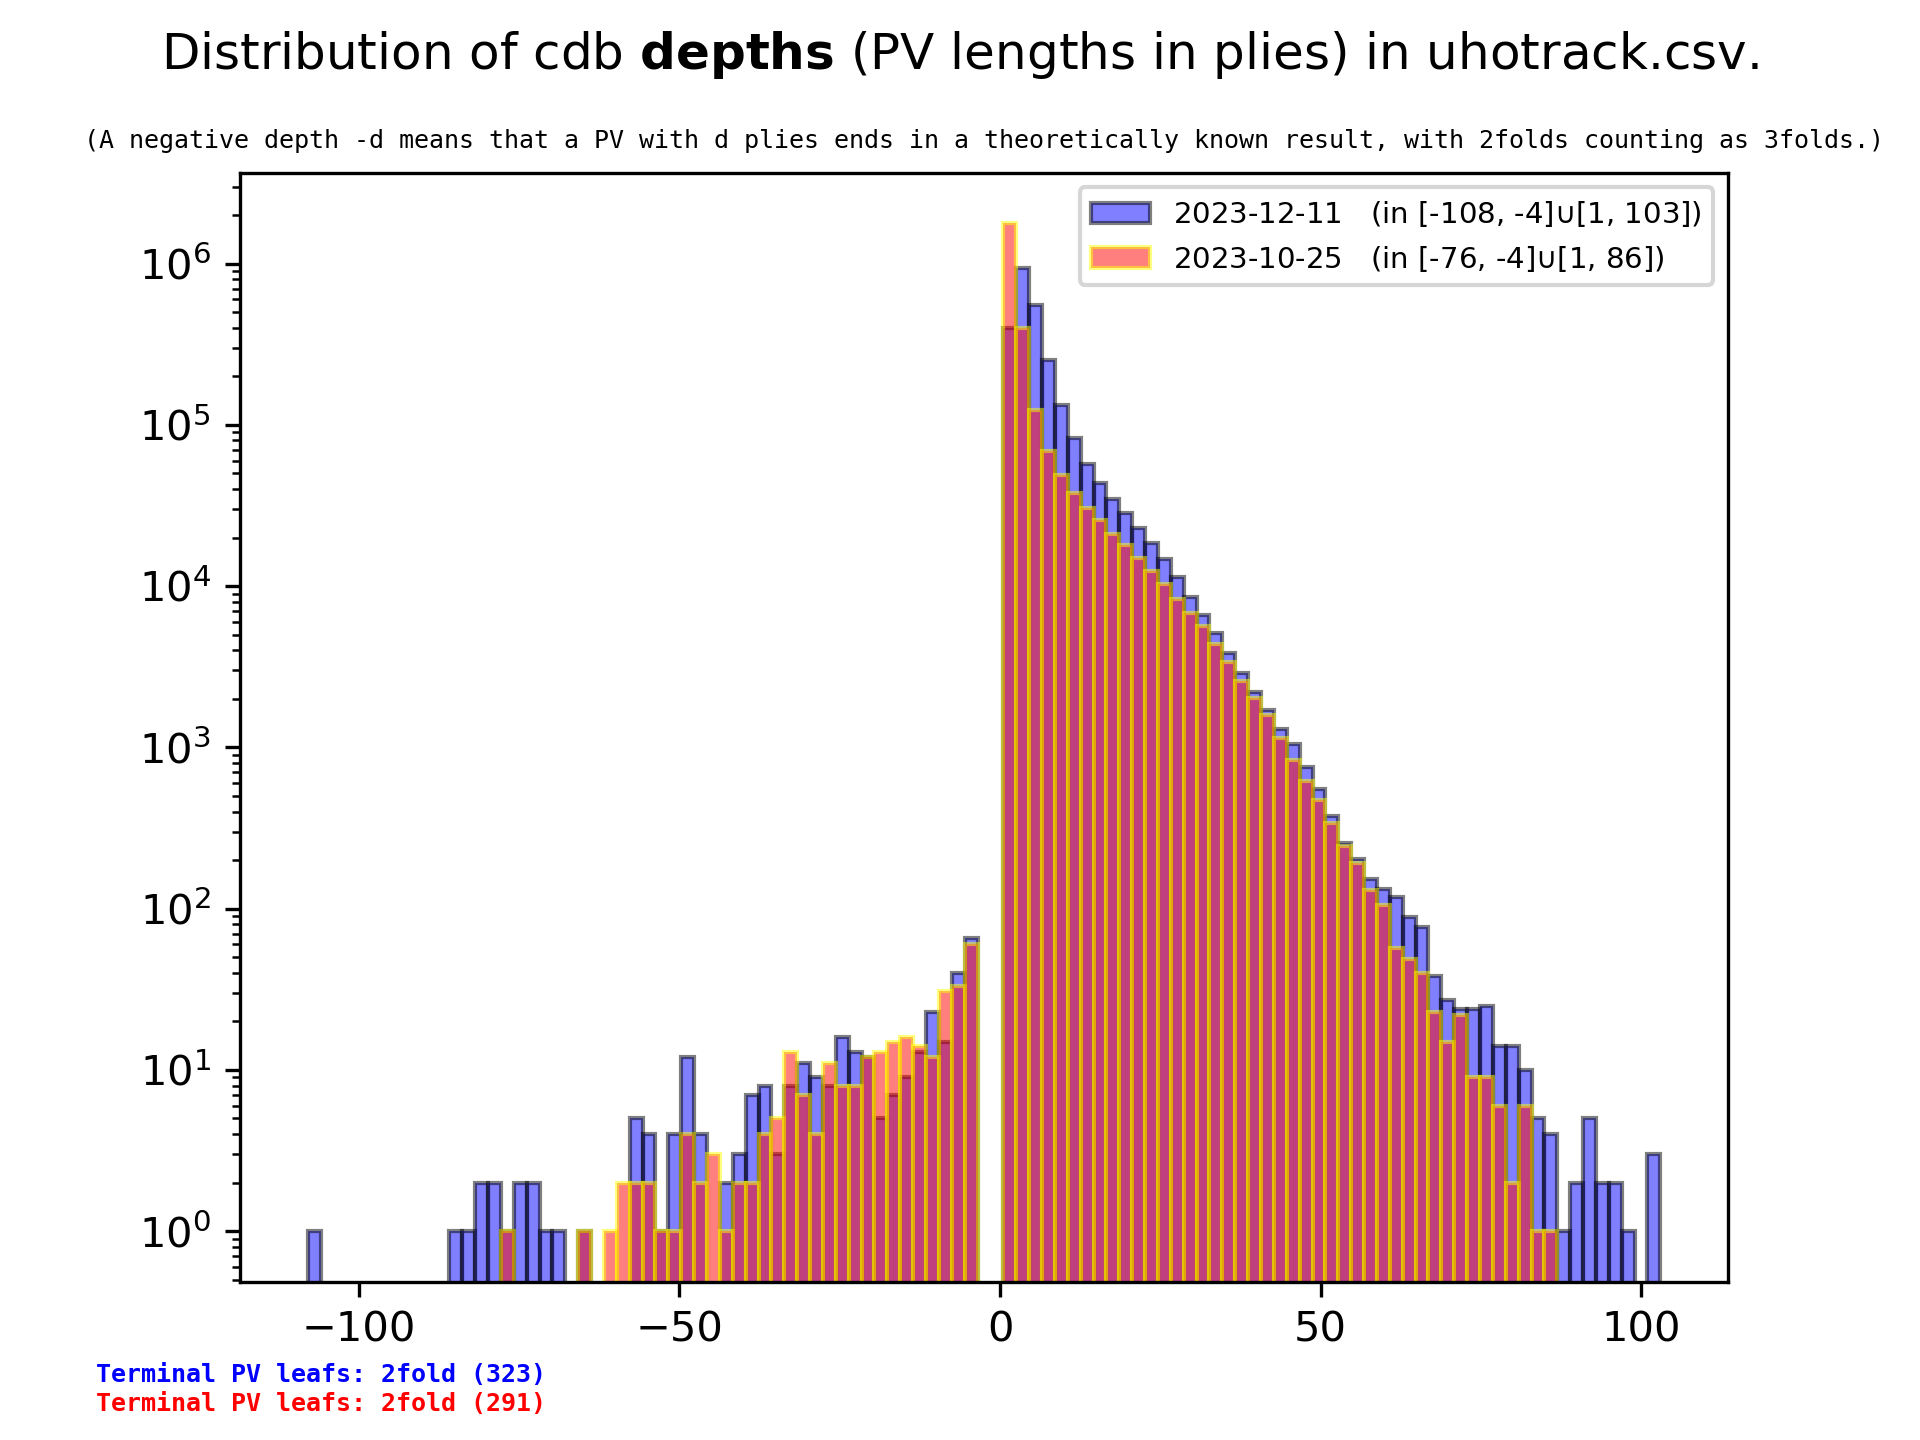 Distribution of cdb depths (PV lengths in plies) in uhotrack.csv.
(A negative depth -d means that a PV with d plies ends in a theoretically known result, with 2folds counting as 3folds.)
2023-12-11 (in [-108, -4]∪[1, 103])
2023-10-25 (in [-76, -4]∪[1, 86])
10⁶
10⁵
10⁴
10³
10²
10¹
10⁰
−100 −50 0 50 100
Terminal PV leafs: 2fold (323)
Terminal PV leafs: 2fold (291)